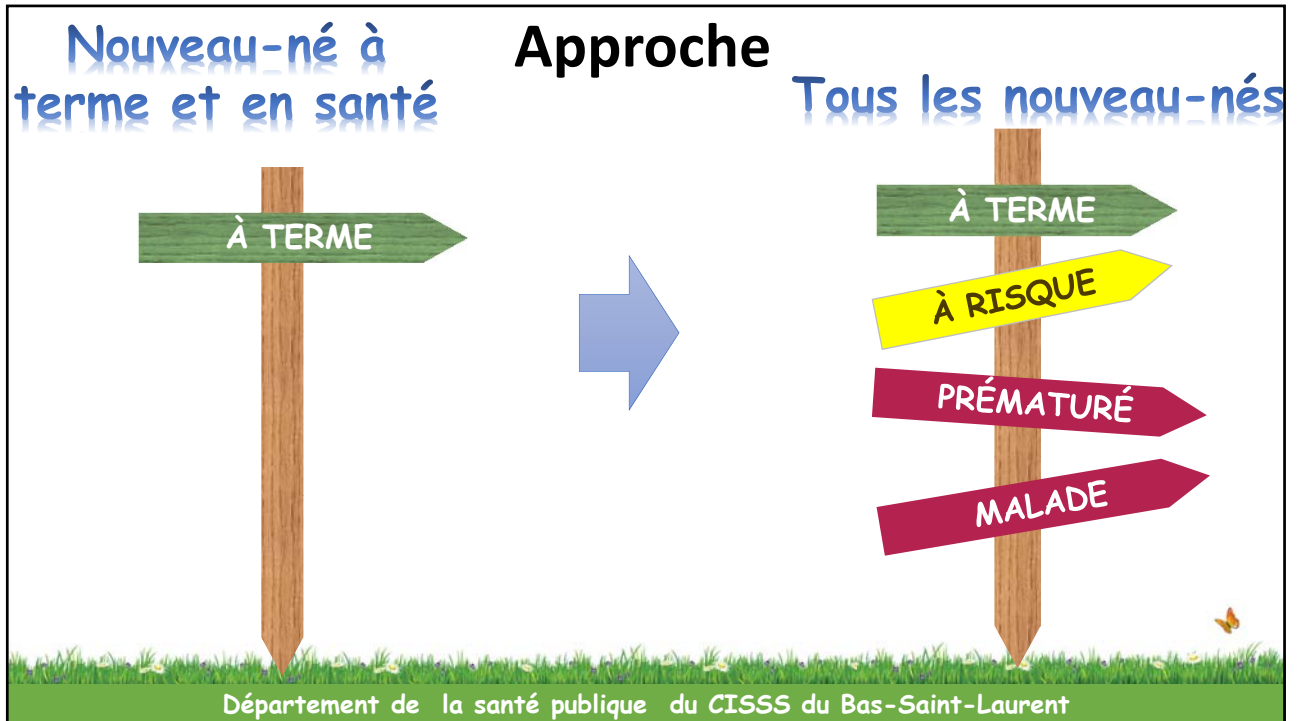 Approche
Nouveau-né à
terme et en santé
À TERME
Tous les nouveau-nés
À TERME
À RISQUE
PRÉMATURÉ
MALADE
Département de la santé publique du CISSS du Bas-Saint-Laurent